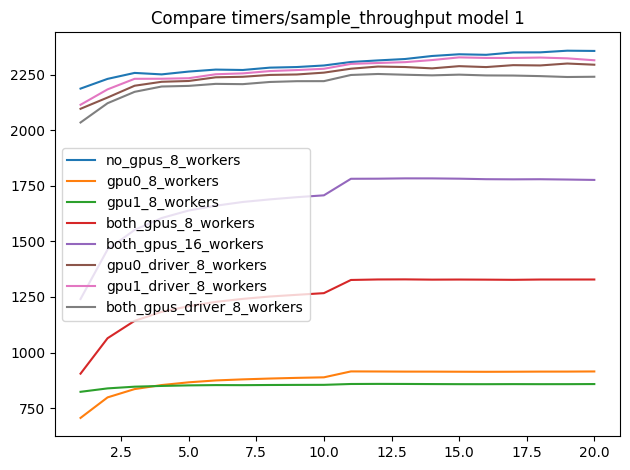 Compare timers/sample_throughput model 1
2250
2000
1750
1500
1250
1000
750
no_gpus_8_workers
gpu0_8_workers
gpu1_8_workers
both_gpus_8_workers
both_gpus_16_workers
gpu0_driver_8_workers
gpu1_driver_8_workers
both_gpus_driver_8_workers
2.5 5.0 7.5 10.0 12.5 15.0 17.5 20.0